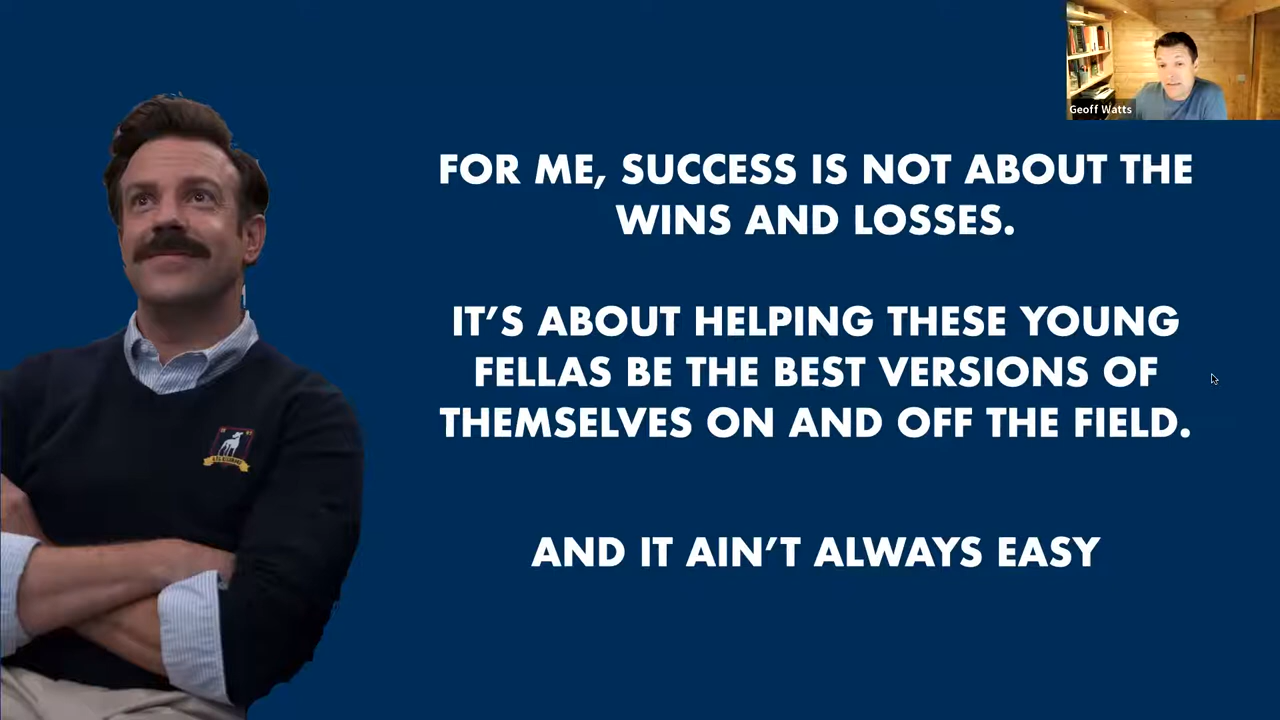 Geoff Watts
FOR ME, SUCCESS IS NOT ABOUT THE
WINS AND LOSSES.
IT’S ABOUT HELPING THESE YOUNG
FELLAS BE THE BEST VERSIONS OF
THEMSELVES ON AND OFF THE FIELD.
AND IT AIN’T ALWAYS EASY